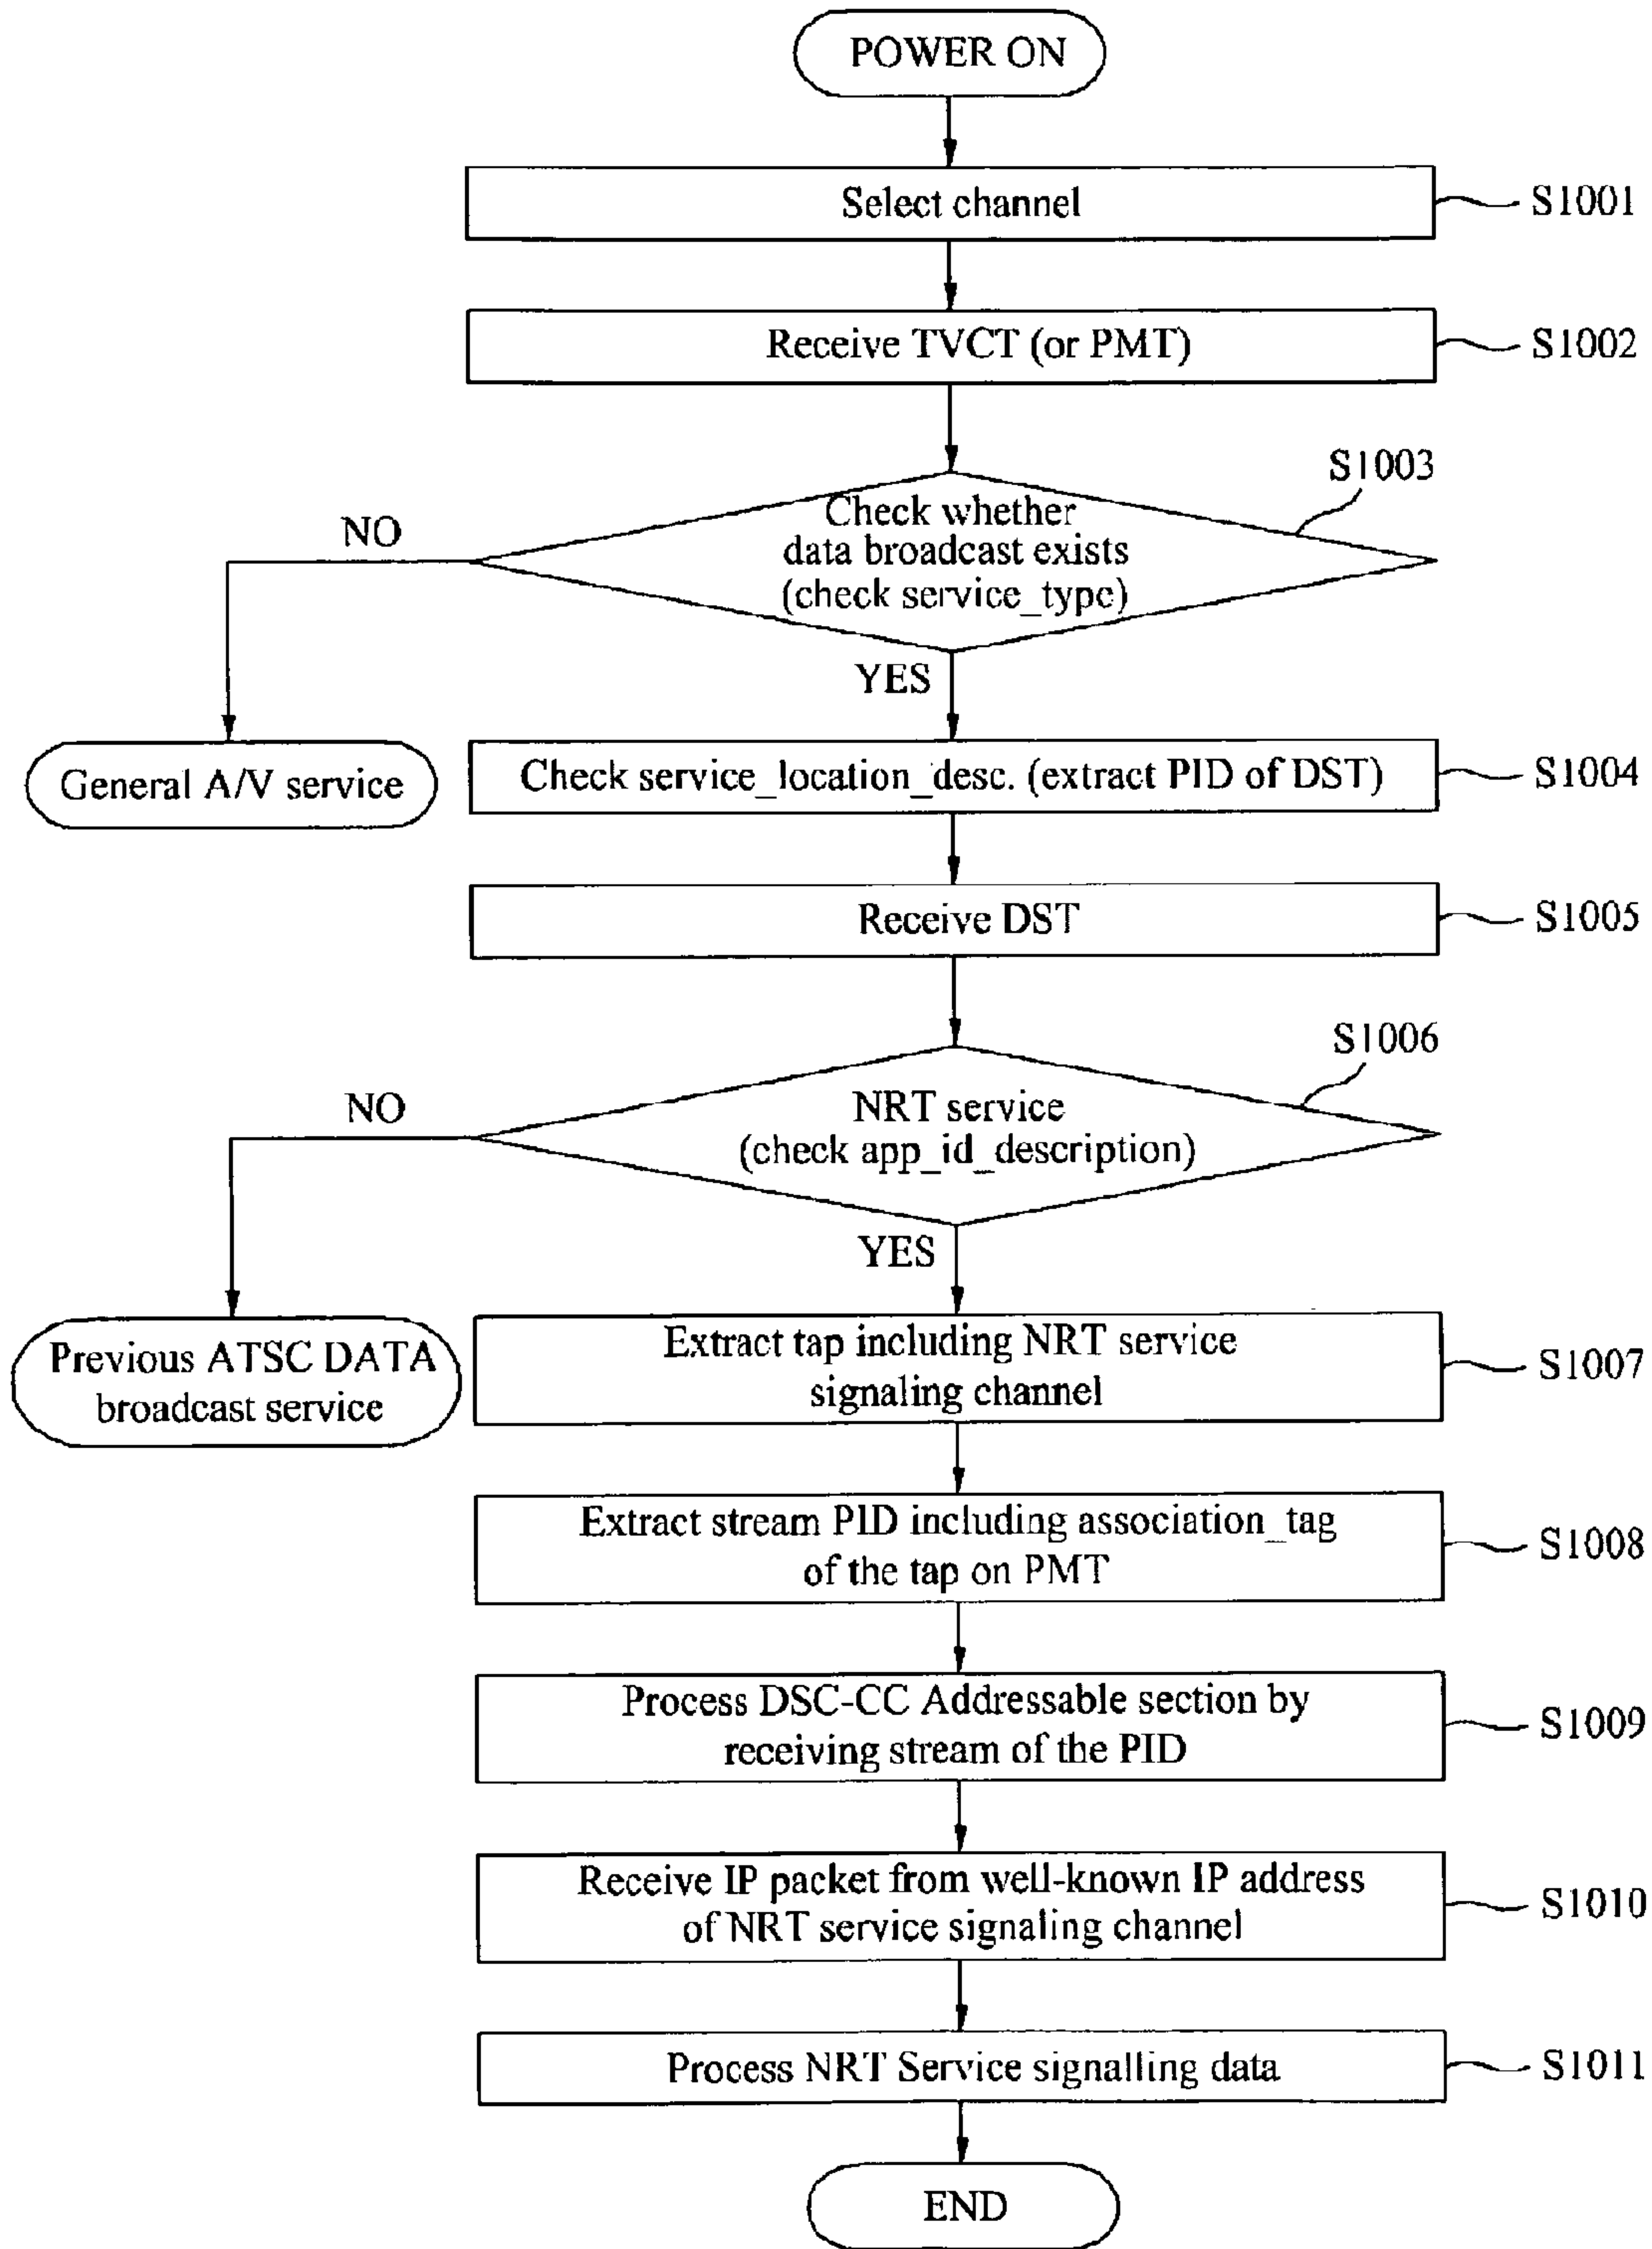 POWER ON
Select channel
S1001
Receive TVCT (or PMT)
S1002
S1003
Check whether
data broadcast exists
(check service_type)
NO
YES
General A/V service
Check service_location_desc. (extract PID of DST)
S1004
Receive DST
S1005
S1006
NRT service
(check app_id_description)
NO
YES
Previous ATSC DATA
broadcast service
Extract tap including NRT service
signaling channel
S1007
Extract stream PID including association_tag
of the tap on PMT
S1008
Process DSC-CC Addressable section by
receiving stream of the PID
S1009
Receive IP packet from well-known IP address
of NRT service signaling channel
S1010
Process NRT Service signalling data
S1011
END